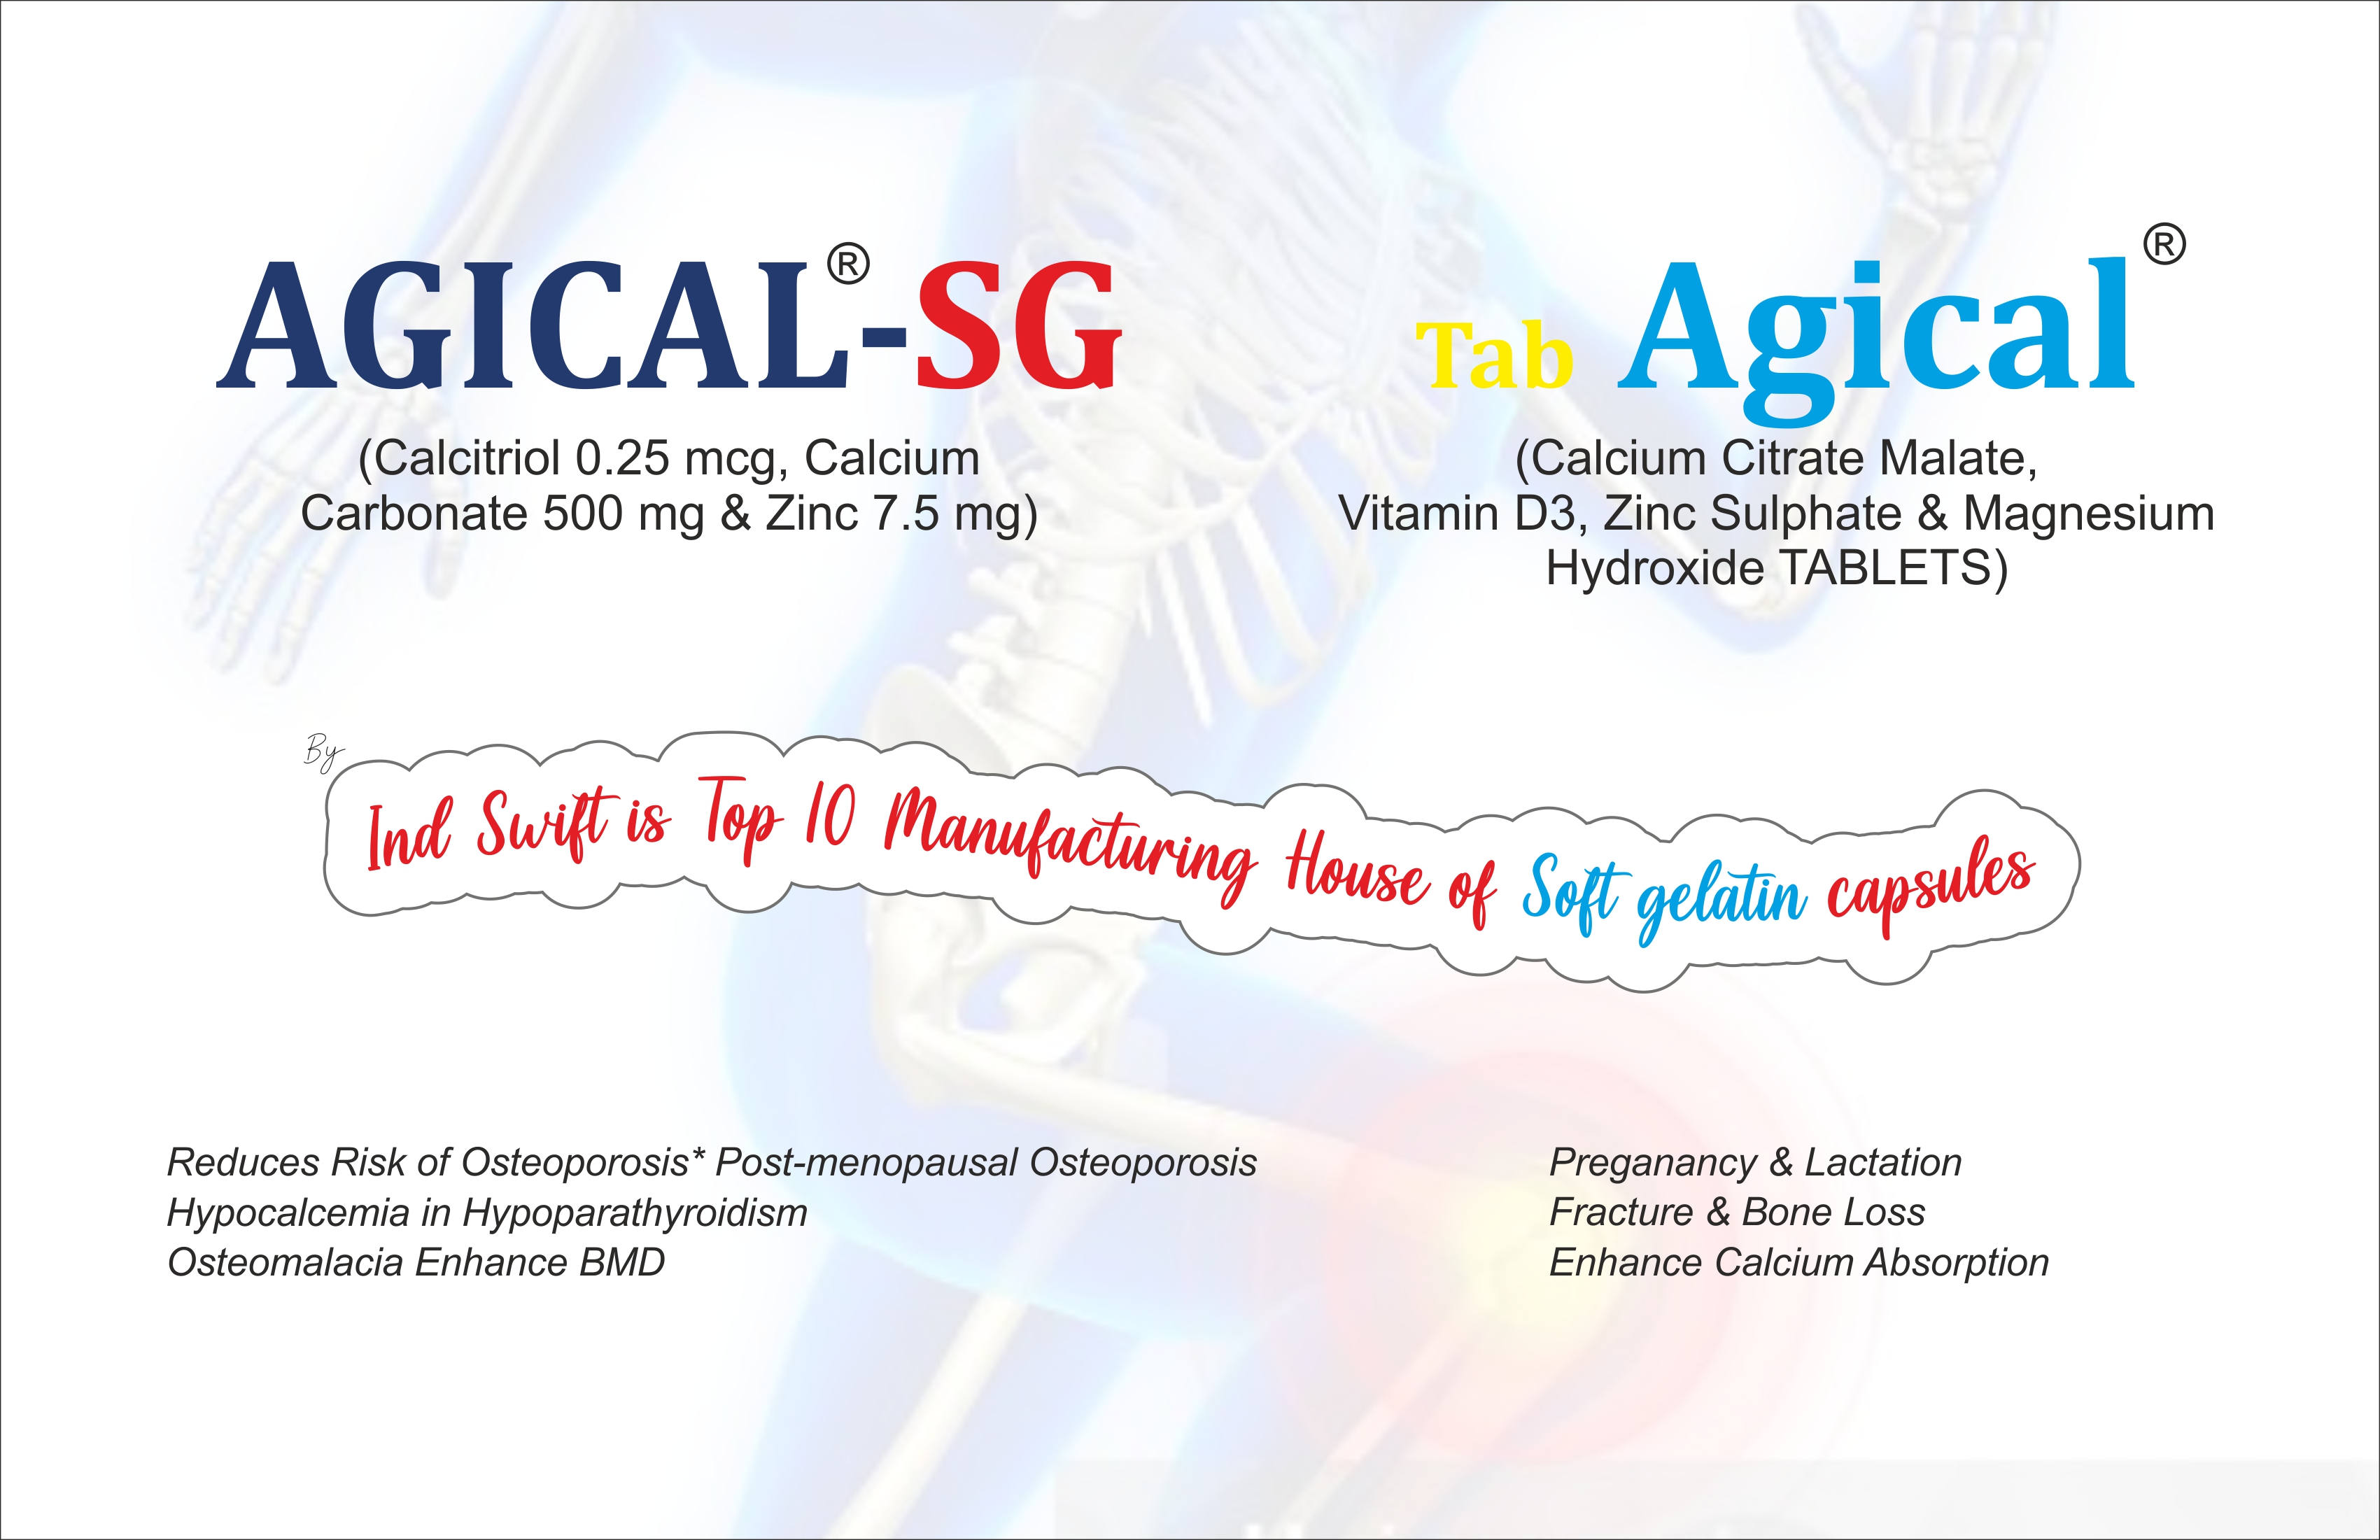 AGICAL®-SG
(Calcitriol 0.25 mcg, Calcium
Carbonate 500 mg & Zinc 7.5 mg)
Tab Agical®
(Calcium Citrate Malate,
Vitamin D3, Zinc Sulphate & Magnesium
Hydroxide TABLETS)
By
Ind Swift is Top 10 Manufacturing House of Soft gelatin capsules
Reduces Risk of Osteoporosis* Post-menopausal Osteoporosis
Hypocalcemia in Hypoparathyroidism
Osteomalacia Enhance BMD
Preganancy & Lactation
Fracture & Bone Loss
Enhance Calcium Absorption